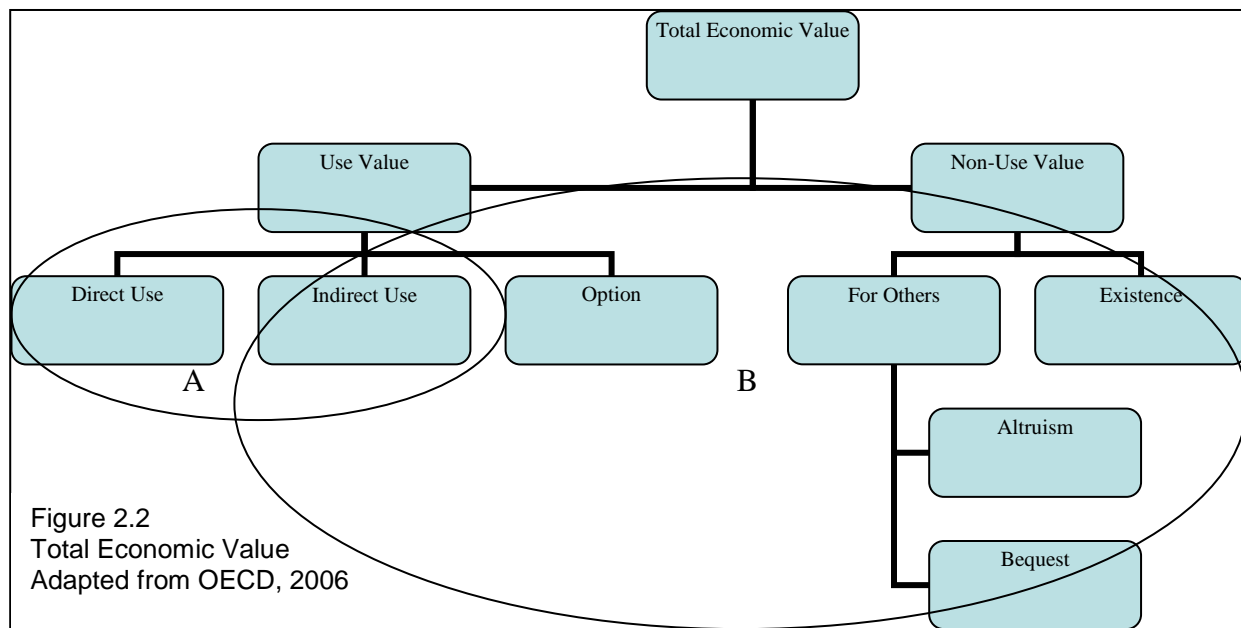 Total Economic Value
Use Value
Non-Use Value
Direct Use
Indirect Use
Option
For Others
Existence
A
B
Altruism
Bequest
Figure 2.2
Total Economic Value
Adapted from OECD, 2006